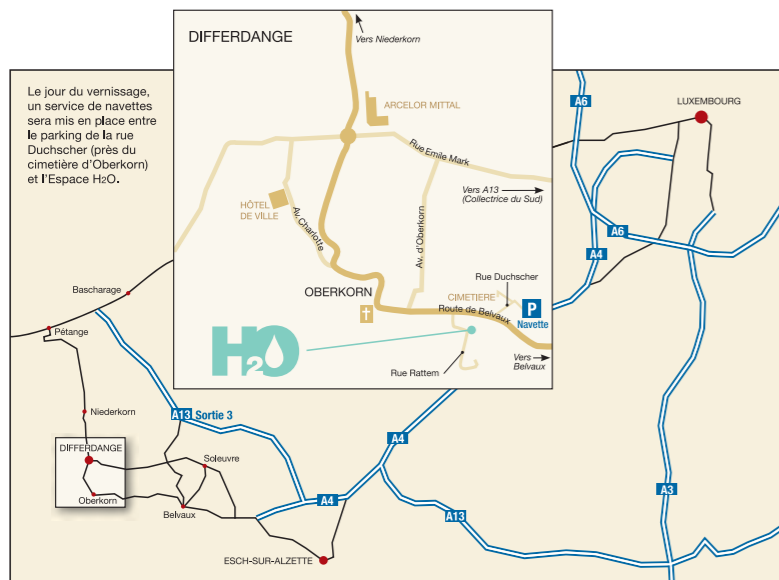 DIFFERDANGE
Vers Niederkorn
ARCELOR MITTAL
Rue Emile Mark
Vers A13
(Collectrice du Sud)
HÔTEL
DE VILLE
Av. Charlotte
Av. d'Oberkorn
OBERKORN
Rue Duchscher
CIMETIERE
P
Navette
Route de Belvaux
H2O
Rue Rattem
Vers
Belvaux
Le jour du vernissage,
un service de navettes
sera mis en place entre
le parking de la rue
Duchscher (près du
cimetière d'Oberkorn)
et l'Espace H2O.
A6
LUXEMBOURG
A6
A4
Bascharage
Pétange
Niederkorn
A13 Sortie 3
DIFFERDANGE
Soleuvre
Oberkorn
Belvaux
A4
A4
A13
A3
ESCH-SUR-ALZETTE